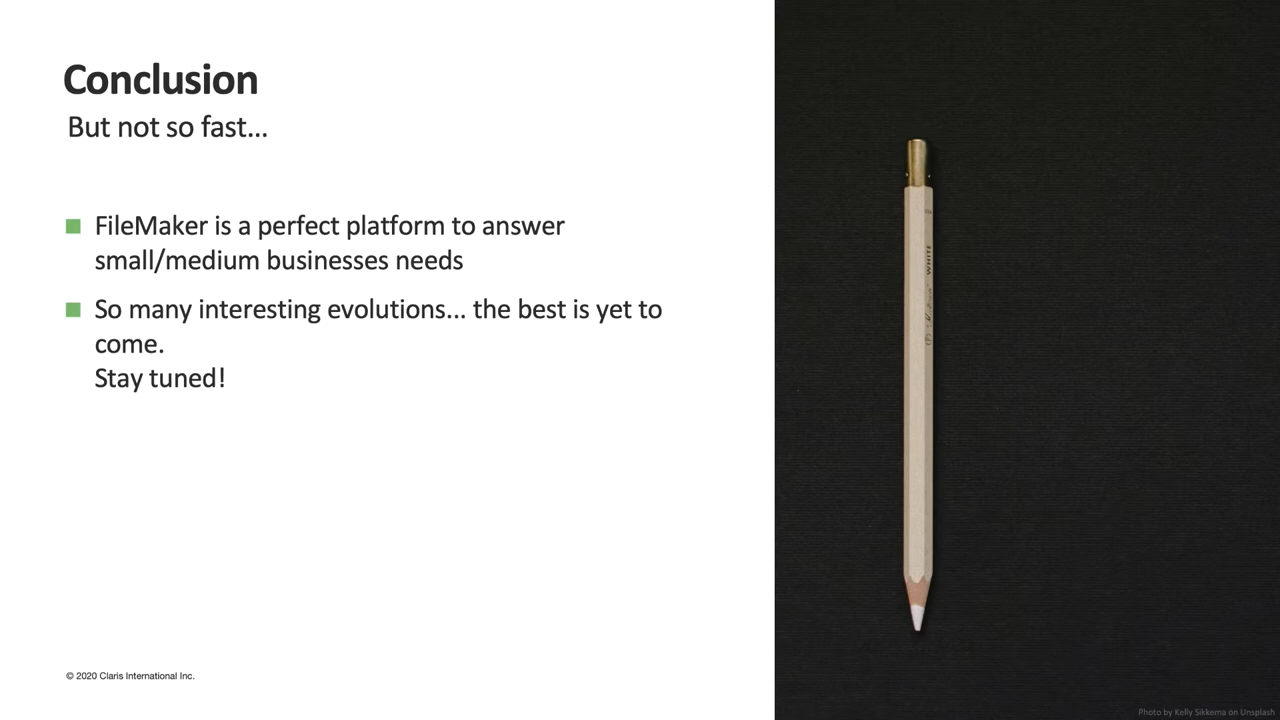 Conclusion
But not so fast...
FileMaker is a perfect platform to answer
small/medium businesses needs
So many interesting evolutions... the best is yet to
come.
Stay tuned!
WHITE
© 2020 Claris International Inc.
Photo by Kelly Sikkema on Unsplash